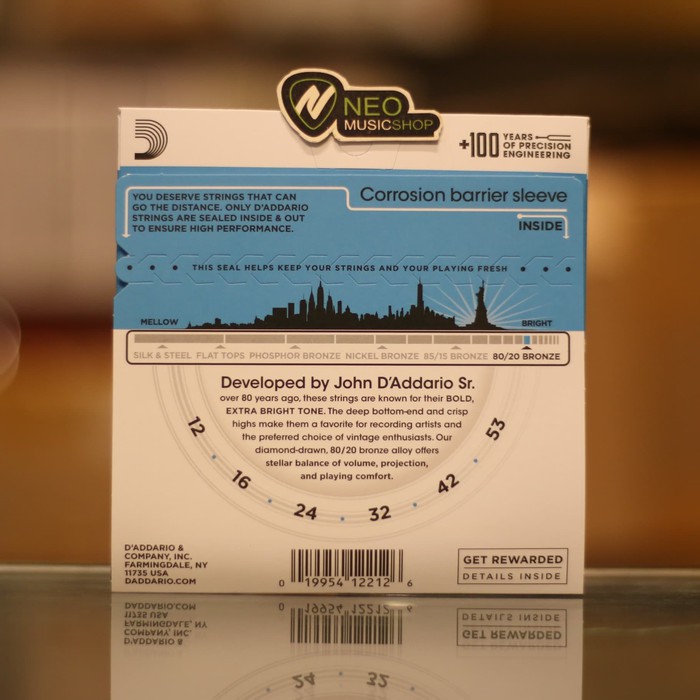 NEO
MUSICSHOP
+100 YEARS OF PRECISION ENGINEERING
YOU DESERVE STRINGS THAT CAN
GO THE DISTANCE. ONLY D'ADDARIO
STRINGS ARE SEALED INSIDE & OUT
TO ENSURE HIGH PERFORMANCE.
Corrosion barrier sleeve
INSIDE
THIS SEAL HELPS KEEP YOUR STRINGS AND YOUR PLAYING FRESH
MELLOW
BRIGHT
SILK & STEEL FLAT TOPS PHOSPHOR BRONZE NICKEL BRONZE 85/15 BRONZE 80/20 BRONZE
Developed by John D'Addario Sr.
over 80 years ago, these strings are known for their BOLD,
EXTRA BRIGHT TONE. The deep bottom-end and crisp
highs make them a favorite for recording artists and
the preferred choice of vintage enthusiasts. Our
diamond-drawn, 80/20 bronze alloy offers
stellar balance of volume, projection,
and playing comfort.
12 16 24 32 42 53
D'ADDARIO &
COMPANY, INC.
FARMINGDALE, NY
11735 USA
DADDARIO.COM
0 19954 12212 6
GET REWARDED
DETAILS INSIDE